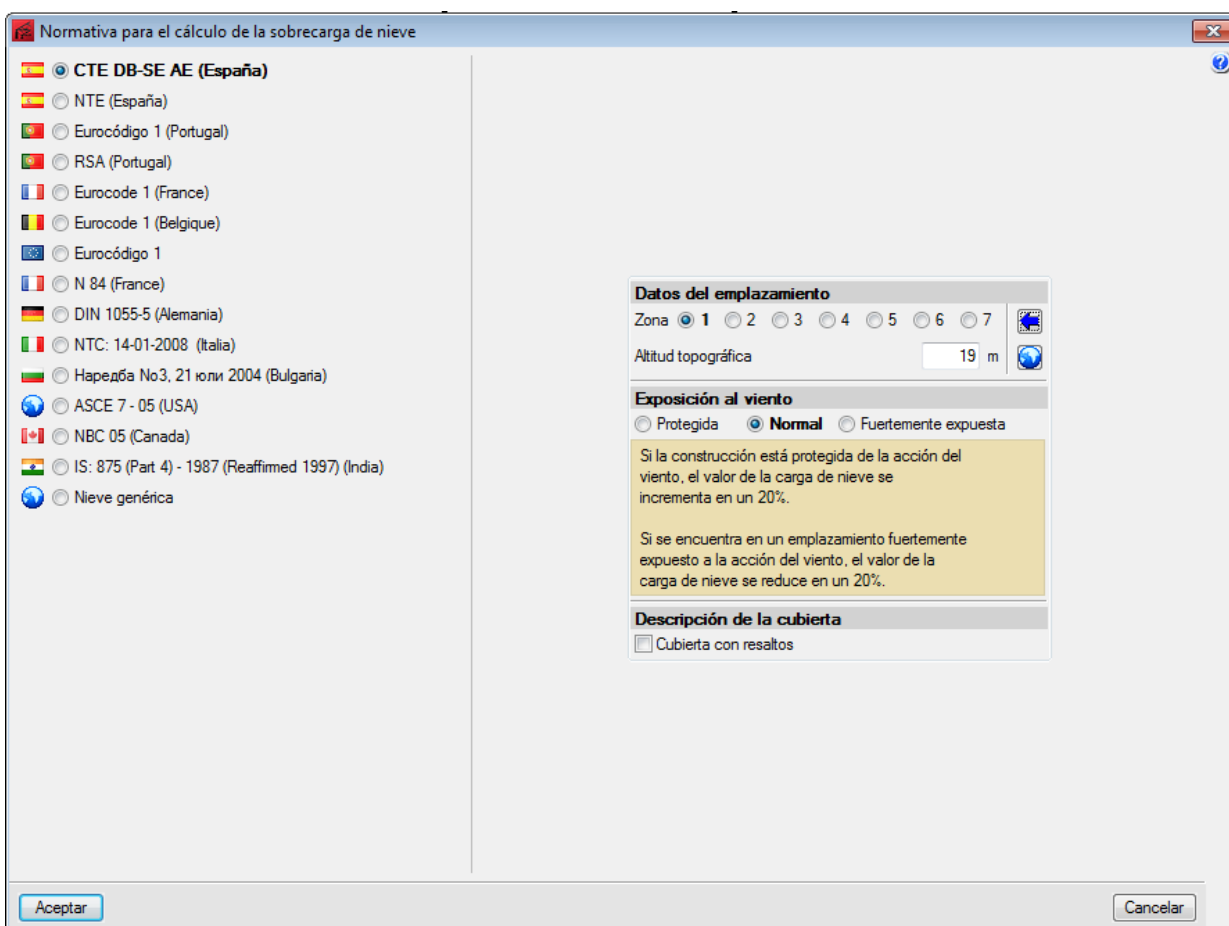 Normativa para el cálculo de la sobrecarga de nieve
CTE DB-SE AE (España)
NTE (España)
Eurocódigo 1 (Portugal)
RSA (Portugal)
Eurocode 1 (France)
Eurocode 1 (Belgique)
Eurocódigo 1
N 84 (France)
DIN 1055-5 (Alemania)
NTC: 14-01-2008 (Italia)
Наредба No3, 21 юли 2004 (Bulgaria)
ASCE 7 - 05 (USA)
NBC 05 (Canada)
IS: 875 (Part 4) - 1987 (Reaffirmed 1997) (India)
Nieve genérica
Datos del emplazamiento
Zona 1 2 3 4 5 6 7
Altitud topográfica 19 m
Exposición al viento
Protegida Normal Fuertemente expuesta
Si la construcción está protegida de la acción del
viento, el valor de la carga de nieve se
incrementa en un 20%.
Si se encuentra en un emplazamiento fuertemente
expuesto a la acción del viento, el valor de la
carga de nieve se reduce en un 20%.
Descripción de la cubierta
Cubierta con resaltos
Aceptar
Cancelar